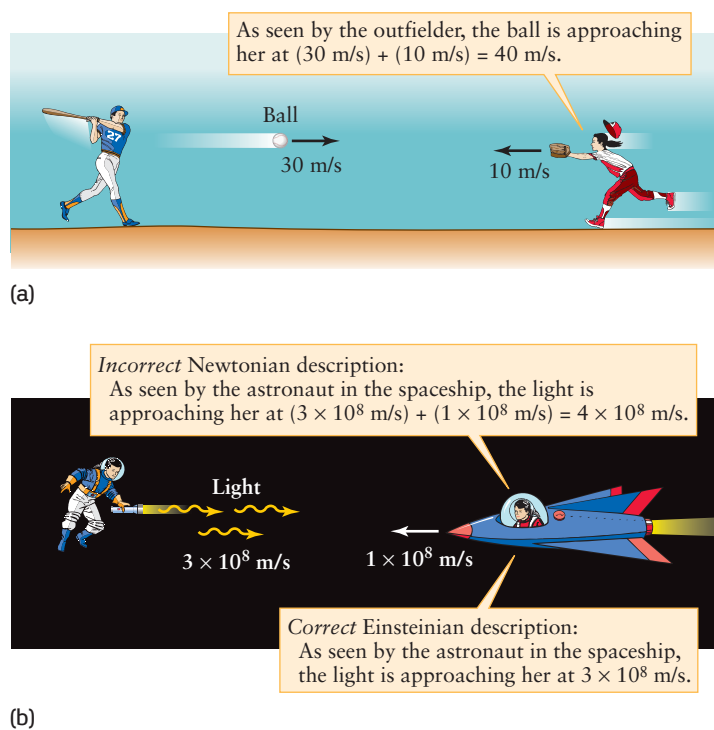 As seen by the outfielder, the ball is approaching
her at (30 m/s) + (10 m/s) = 40 m/s.
27
Ball
30 m/s
10 m/s
(a)
Incorrect Newtonian description:
As seen by the astronaut in the spaceship, the light is
approaching her at (3 × 10⁸ m/s) + (1 × 10⁸ m/s) = 4 × 10⁸ m/s.
Light
3 × 10⁸ m/s
1 × 10⁸ m/s
Correct Einsteinian description:
As seen by the astronaut in the spaceship,
the light is approaching her at 3 × 10⁸ m/s.
(b)